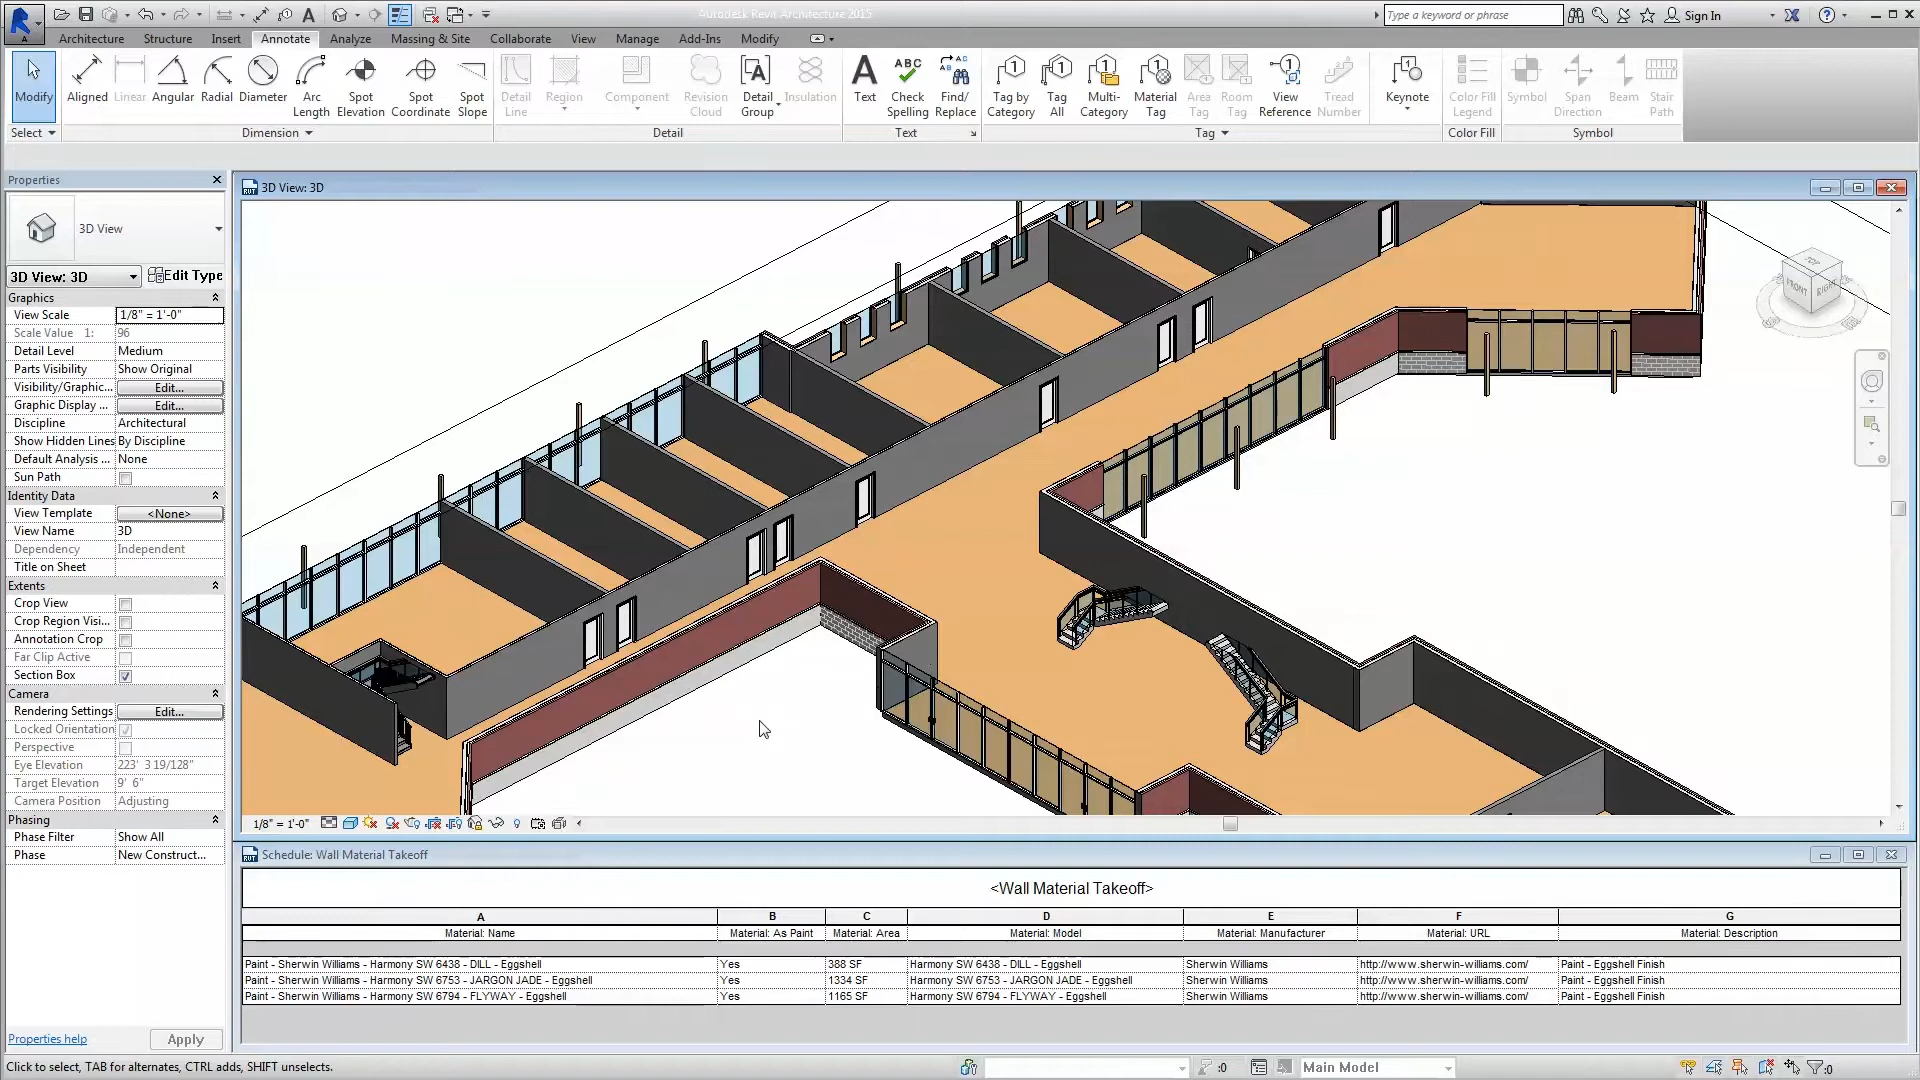 Autodesk Revit Architecture 2015
Type a keyword or phrase
Sign In
Architecture Structure Insert Annotate Analyze Massing & Site Collaborate View Manage Add-Ins Modify
Modify
Select
Aligned Linear Angular Radial Diameter Arc Length Spot Elevation Spot Coordinate Spot Slope
Dimension
Detail Line Region Component Revision Cloud Detail Group Insulation
Detail
Text Check Spelling Find/ Replace
Text
Tag by Category Tag All Multi- Category Material Tag Area Tag Room Tag View Reference Tread Number Keynote
Tag
Color Fill Legend
Color Fill
Symbol Span Direction Beam Stair Path
Symbol
Properties
3D View
3D View: 3D Edit Type
Graphics
View Scale 1/8" = 1'-0"
Scale Value 1: 96
Detail Level Medium
Parts Visibility Show Original
Visibility/Graphic... Edit...
Graphic Display ... Edit...
Discipline Architectural
Show Hidden Lines By Discipline
Default Analysis ... None
Sun Path
Identity Data
View Template <None>
View Name 3D
Dependency Independent
Title on Sheet
Extents
Crop View
Crop Region Visi...
Annotation Crop
Far Clip Active
Section Box
Camera
Rendering Settings Edit...
Locked Orientation
Perspective
Eye Elevation 223' 3 19/128"
Target Elevation 9' 6"
Camera Position Adjusting
Phasing
Phase Filter Show All
Phase New Construct...
Properties help Apply
3D View: 3D
TOP
FRONT RIGHT
1/8" = 1'-0"
Schedule: Wall Material Takeoff
<Wall Material Takeoff>
A B C D E F G
Material: Name Material: As Paint Material: Area Material: Model Material: Manufacturer Material: URL Material: Description
Paint - Sherwin Williams - Harmony SW 6438 - DILL - Eggshell Yes 388 SF Harmony SW 6438 - DILL - Eggshell Sherwin Williams http://www.sherwin-williams.com/ Paint - Eggshell Finish
Paint - Sherwin Williams - Harmony SW 6753 - JARGON JADE - Eggshell Yes 1334 SF Harmony SW 6753 - JARGON JADE - Eggshell Sherwin Williams http://www.sherwin-williams.com/ Paint - Eggshell Finish
Paint - Sherwin Williams - Harmony SW 6794 - FLYWAY - Eggshell Yes 1165 SF Harmony SW 6794 - FLYWAY - Eggshell Sherwin Williams http://www.sherwin-williams.com/ Paint - Eggshell Finish
Click to select, TAB for alternates, CTRL adds, SHIFT unselects.
:0
Main Model
:0